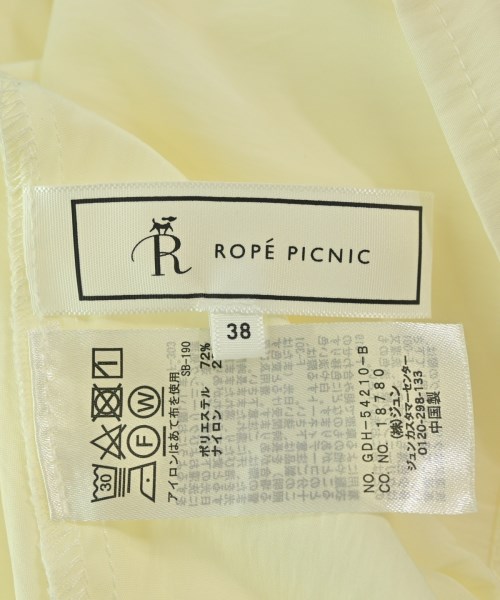 R ROPÉ PICNIC
38
30
F W
アイロンはあて布を使用
SB-190
ポリエステル 72%
ナイロン
NO. GDH-54210-B
CO. NO. 18780
(株)ジュン
ジュン カスタマーセンター
0120-298-133
中国製